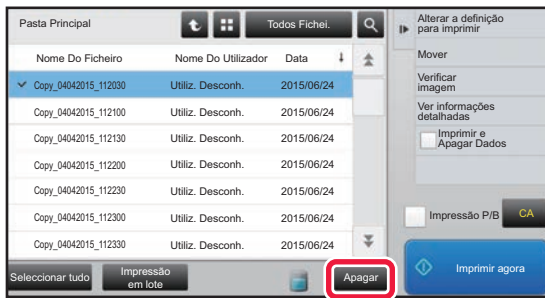 Pasta Principal
Todos Fichei.
Nome Do Ficheiro Nome Do Utilizador Data
Copy_04042015_112030 Utiliz. Desconh. 2015/06/24
Copy_04042015_112100 Utiliz. Desconh. 2015/06/24
Copy_04042015_112130 Utiliz. Desconh. 2015/06/24
Copy_04042015_112200 Utiliz. Desconh. 2015/06/24
Copy_04042015_112230 Utiliz. Desconh. 2015/06/24
Copy_04042015_112300 Utiliz. Desconh. 2015/06/24
Copy_04042015_112330 Utiliz. Desconh. 2015/06/24
Seleccionar tudo
Impressão
em lote
Apagar
Alterar a definição
para imprimir
Mover
Verificar
imagem
Ver informações
detalhadas
Imprimir e
Apagar Dados
Impressão P/B
CA
Imprimir agora